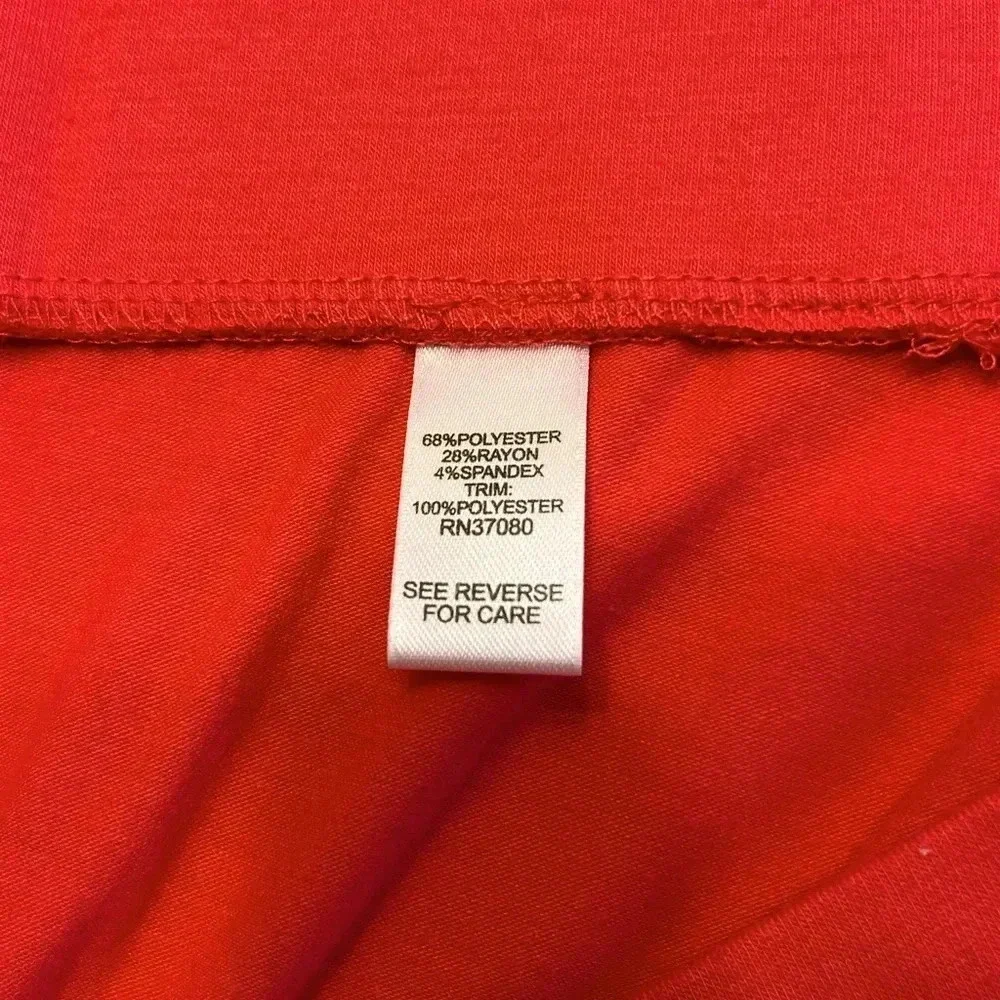 68%POLYESTER
28%RAYON
4%SPANDEX
TRIM:
100%POLYESTER
RN37080
SEE REVERSE
FOR CARE